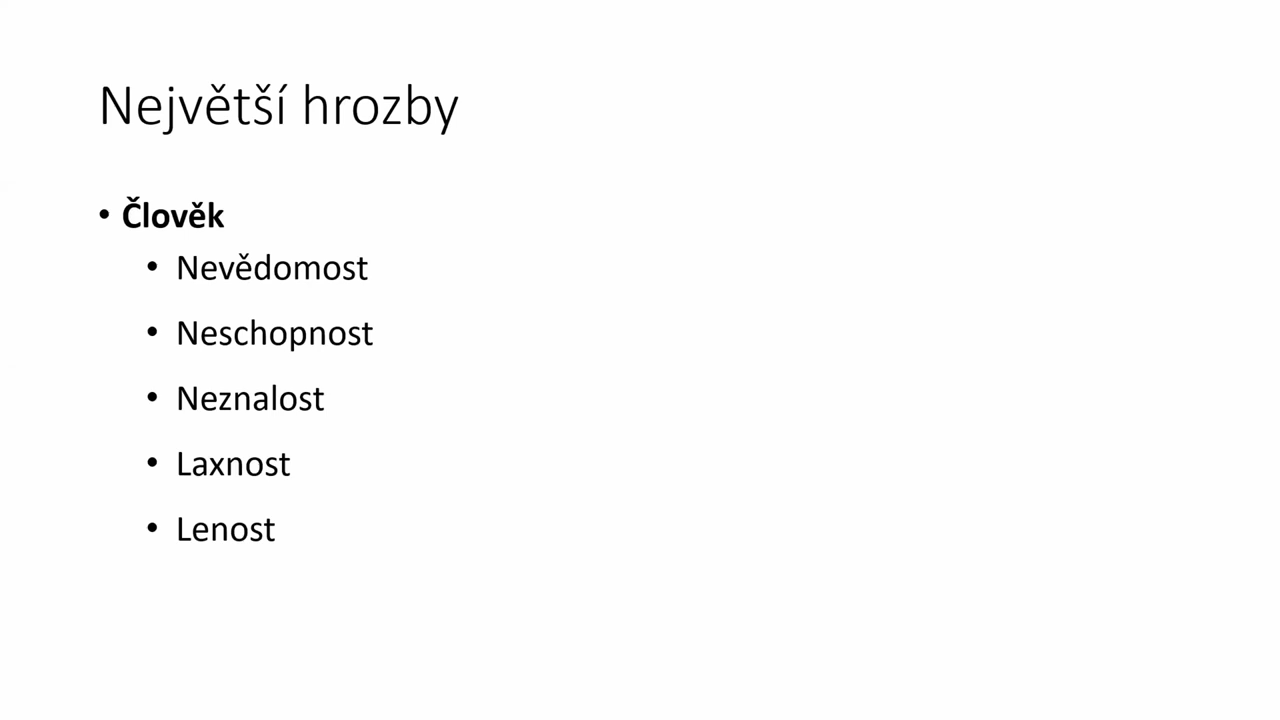 Největší hrozby
• Člověk
• Nevědomost
• Neschopnost
• Neznalost
• Laxnost
• Lenost